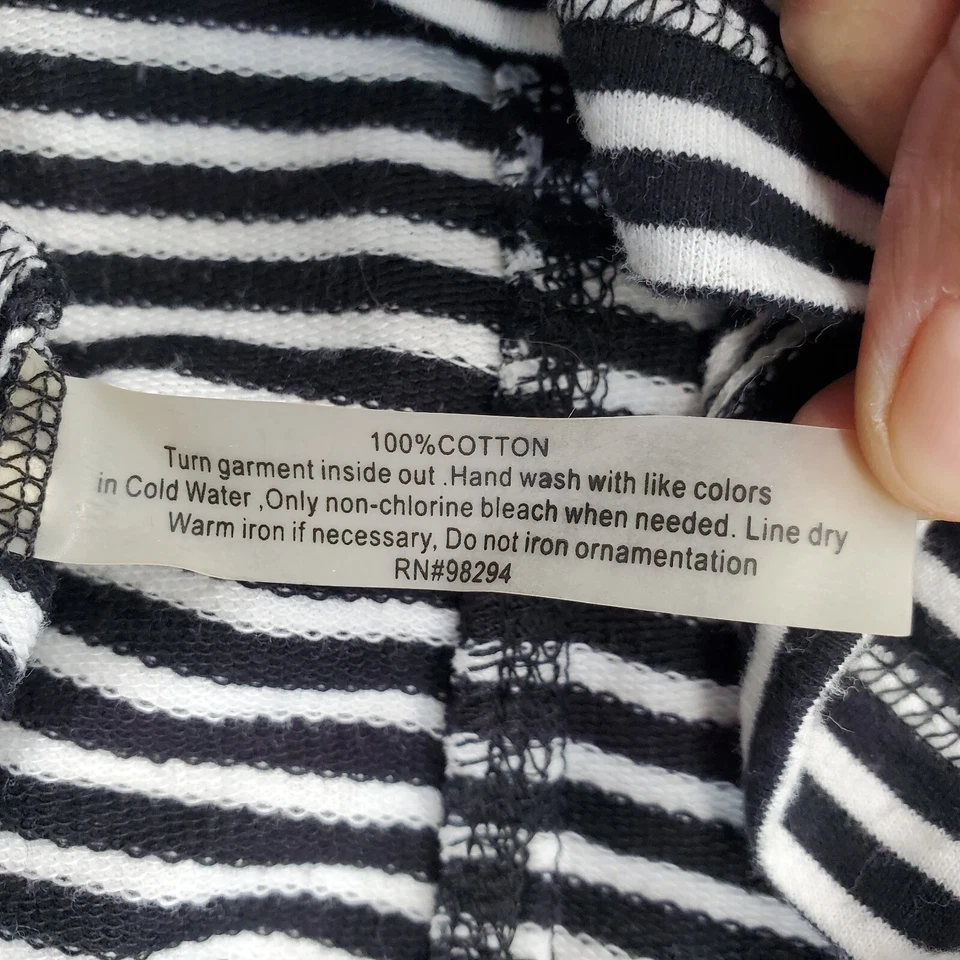 100%COTTON
Turn garment inside out .Hand wash with like colors
in Cold Water ,Only non-chlorine bleach when needed. Line dry
Warm iron if necessary, Do not iron ornamentation
RN#98294